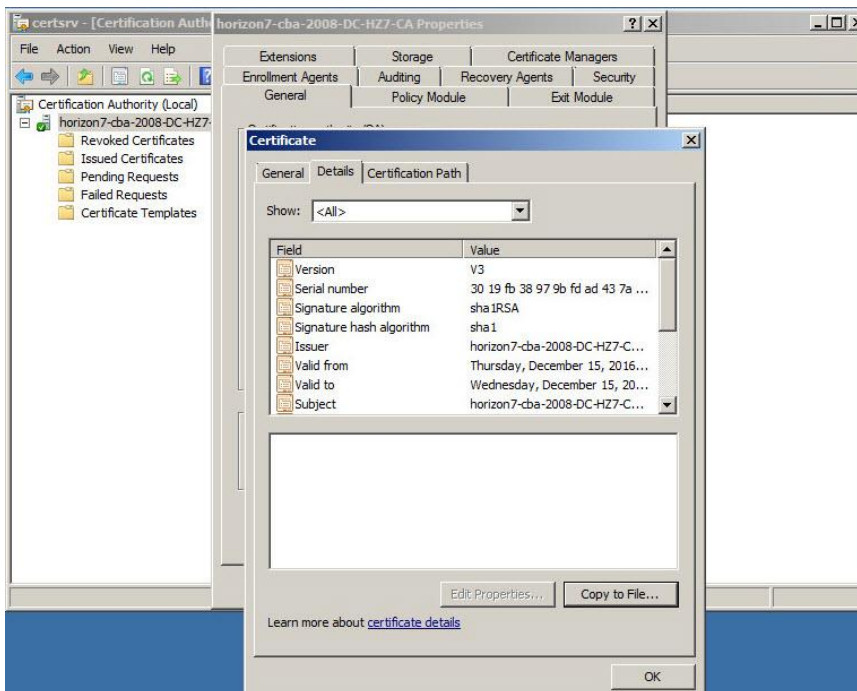 certsrv - [Certification Autho
File Action View Help
Certification Authority (Local)
horizon7-cba-2008-DC-HZ7-
Revoked Certificates
Issued Certificates
Pending Requests
Failed Requests
Certificate Templates
horizon7-cba-2008-DC-HZ7-CA Properties
Extensions Storage Certificate Managers
Enrollment Agents Auditing Recovery Agents Security
General Policy Module Exit Module
Certificate
General Details Certification Path
Show: <All>
Field Value
Version V3
Serial number 30 19 fb 38 97 9b fd ad 43 7a ...
Signature algorithm sha1RSA
Signature hash algorithm sha1
Issuer horizon7-cba-2008-DC-HZ7-C...
Valid from Thursday, December 15, 2016...
Valid to Wednesday, December 15, 20...
Subject horizon7-cba-2008-DC-HZ7-C...
Edit Properties... Copy to File...
Learn more about certificate details
OK